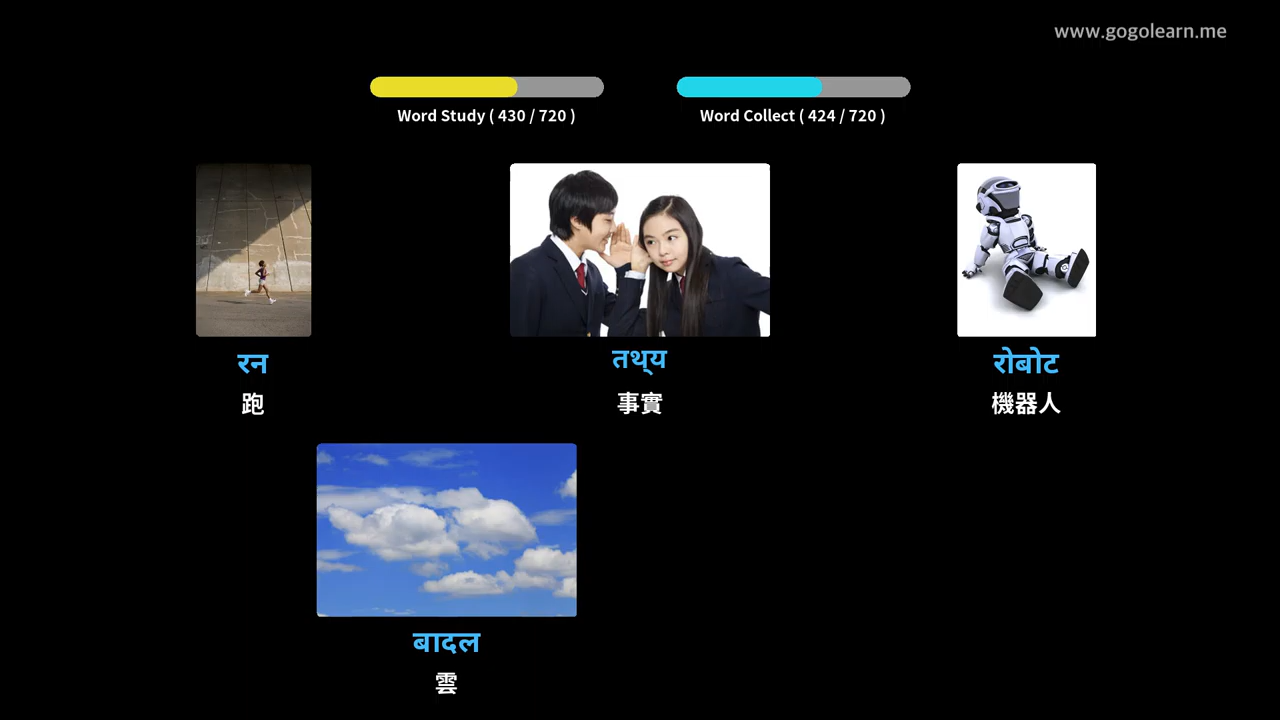 www.gogolearn.me
Word Study ( 430 / 720 )
Word Collect ( 424 / 720 )
रन
跑
तथ्य
事實
रोबोट
機器人
बादल
雲